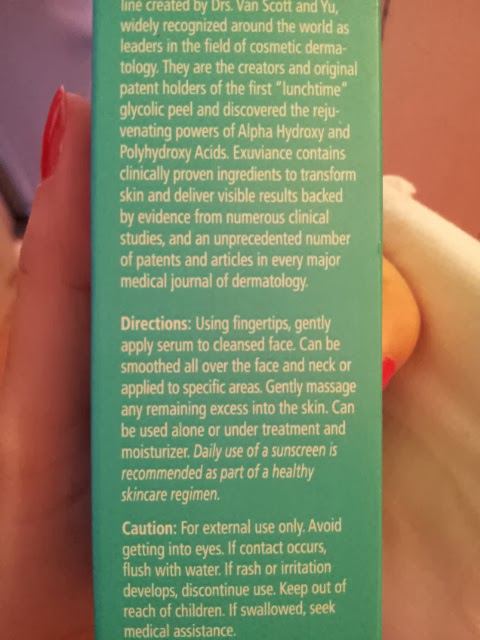 line created by Drs. Van Scott and Yu,
widely recognized around the world as
leaders in the field of cosmetic derma-
tology. They are the creators and original
patent holders of the first "lunchtime"
glycolic peel and discovered the reju-
venating powers of Alpha Hydroxy and
Polyhydroxy Acids. Exuviance contains
clinically proven ingredients to transform
skin and deliver visible results backed
by evidence from numerous clinical
studies, and an unprecedented number
of patents and articles in every major
medical journal of dermatology.
Directions: Using fingertips, gently
apply serum to cleansed face. Can be
smoothed all over the face and neck or
applied to specific areas. Gently massage
any remaining excess into the skin. Can
be used alone or under treatment and
moisturizer. Daily use of a sunscreen is
recommended as part of a healthy
skincare regimen.
Caution: For external use only. Avoid
getting into eyes. If contact occurs,
flush with water. If rash or irritation
develops, discontinue use. Keep out of
reach of children. If swallowed, seek
medical assistance.